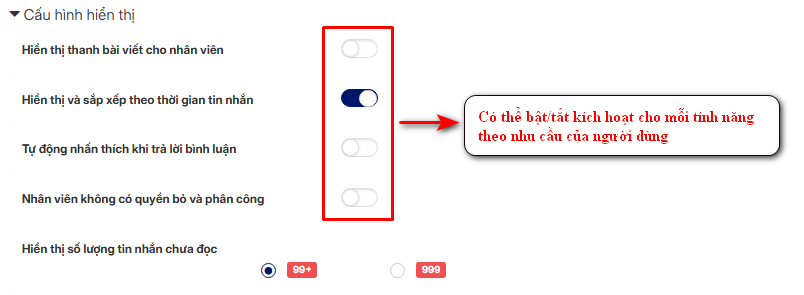 Cấu hình hiển thị
Hiển thị thanh bài viết cho nhân viên
Hiển thị và sắp xếp theo thời gian tin nhắn
Có thể bật/tắt kích hoạt cho mỗi tính năng
theo nhu cầu của người dùng
Tự động nhấn thích khi trả lời bình luận
Nhân viên không có quyền bỏ và phân công
Hiển thị số lượng tin nhắn chưa đọc
99+ 999